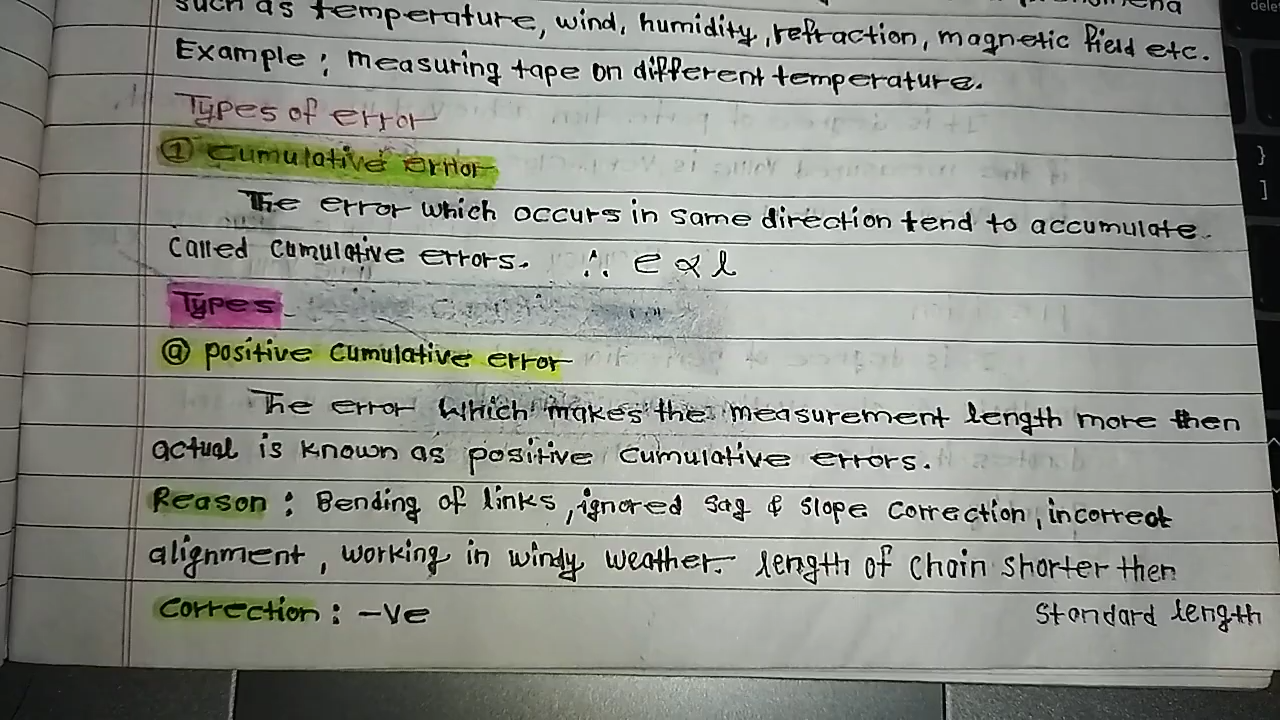 such as temperature, wind, humidity, refraction, magnetic field etc.
Example : measuring tape on different temperature.
Types of error
① Cumulative error
The error which occurs in same direction tend to accumulate.
Called Cumulative errors. ∴ e ∝ l
Types
ⓐ positive cumulative error
The error which makes the measurement length more then
actual is known as positive cumulative errors.
Reason : Bending of links, ignored sag & slope correction, incorrect
alignment, working in windy weather. length of chain shorter then
standard length
Correction : -ve